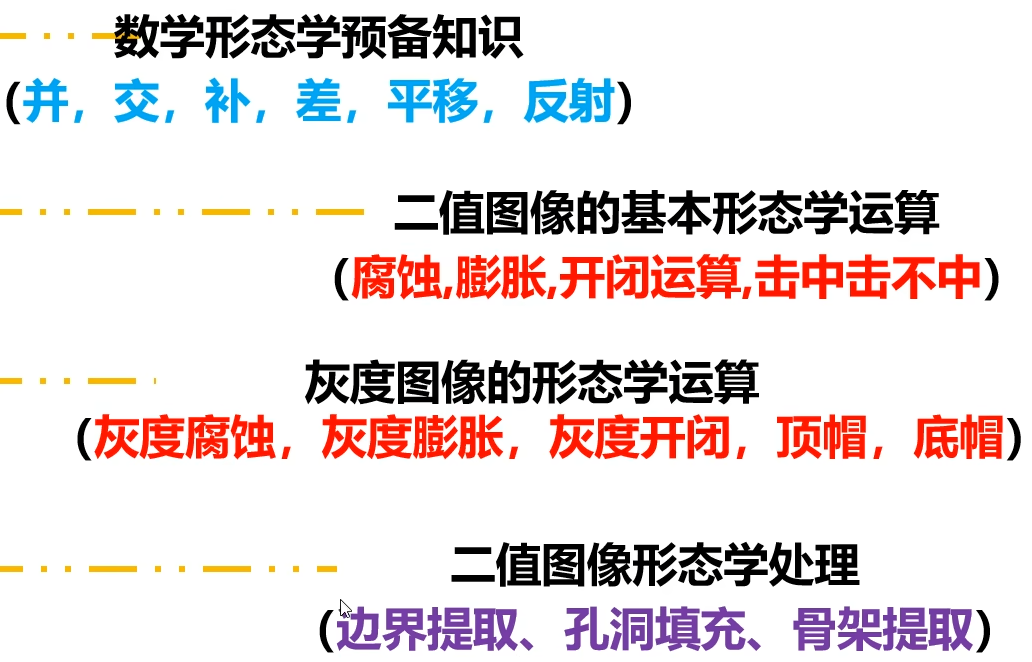 数学形态学预备知识
(并，交，补，差，平移，反射)
二值图像的基本形态学运算
(腐蚀,膨胀,开闭运算,击中击不中)
灰度图像的形态学运算
(灰度腐蚀，灰度膨胀，灰度开闭，顶帽，底帽)
二值图像形态学处理
(边界提取、孔洞填充、骨架提取)